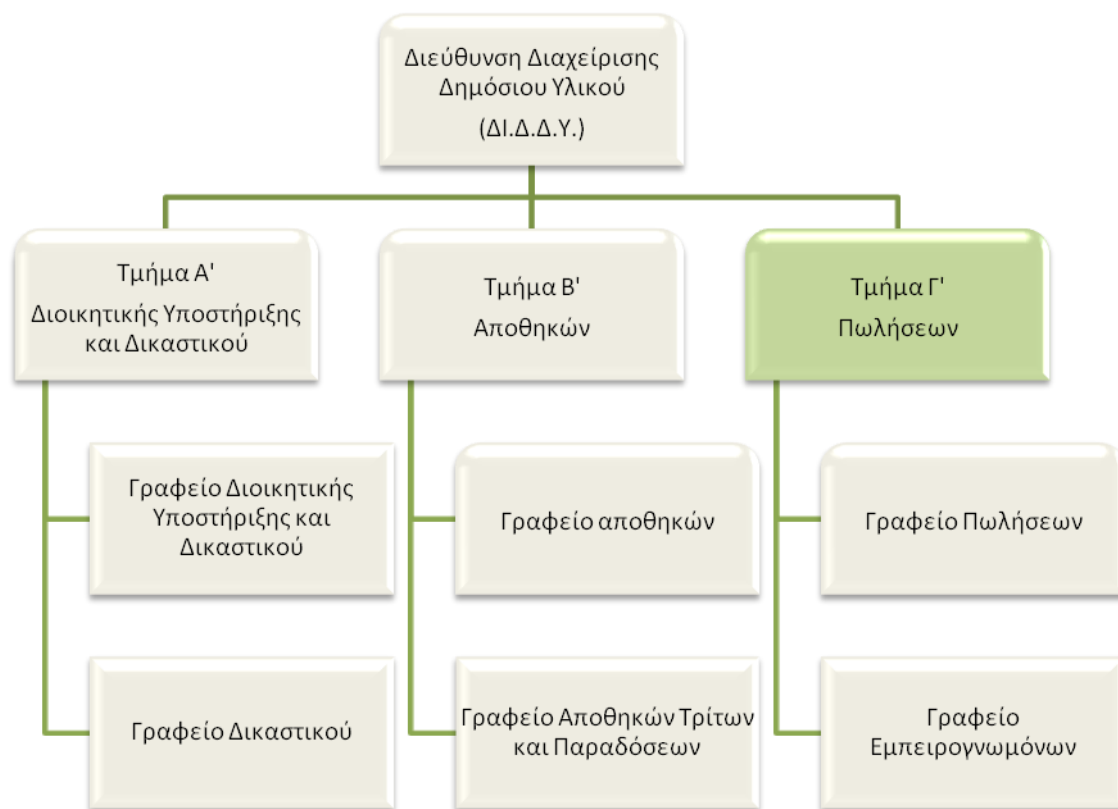 Διεύθυνση Διαχείρισης
Δημόσιου Υλικού
(ΔΙ.Δ.Δ.Υ.)
Τμήμα Α'
Διοικητικής Υποστήριξης
και Δικαστικού
Τμήμα Β'
Αποθηκών
Τμήμα Γ'
Πωλήσεων
Γραφείο Διοικητικής
Υποστήριξης και
Δικαστικού
Γραφείο αποθηκών
Γραφείο Πωλήσεων
Γραφείο Δικαστικού
Γραφείο Αποθηκών Τρίτων
και Παραδόσεων
Γραφείο
Εμπειρογνωμόνων